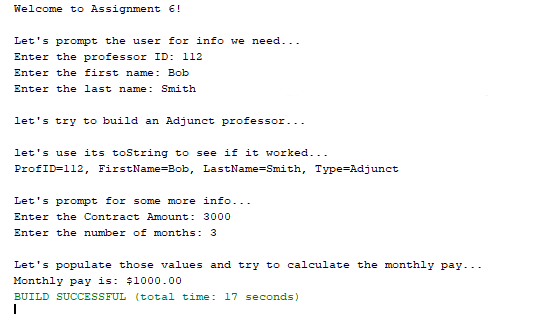 Welcome to Assignment 6!
Let's prompt the user for info we need...
Enter the professor ID: 112
Enter the first name: Bob
Enter the last name: Smith
let's try to build an Adjunct professor...
let's use its toString to see if it worked...
ProfID=112, FirstName=Bob, LastName=Smith, Type=Adjunct
Let's prompt for some more info...
Enter the Contract Amount: 3000
Enter the number of months: 3
Let's populate those values and try to calculate the monthly pay...
Monthly pay is: $1000.00
BUILD SUCCESSFUL (total time: 17 seconds)